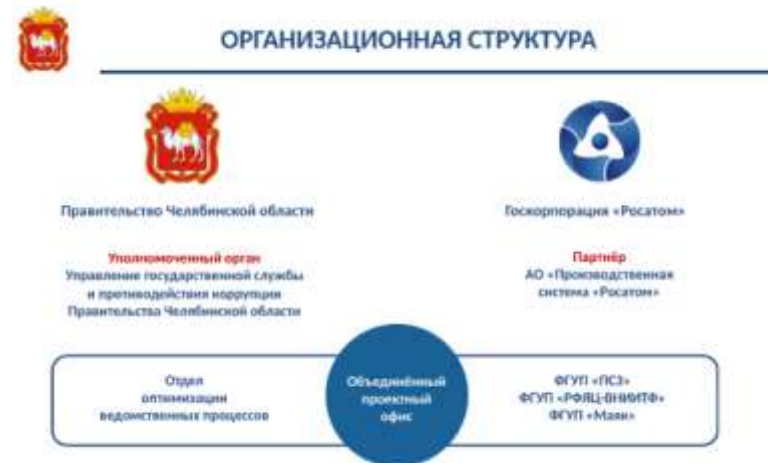 ОРГАНИЗАЦИОННАЯ СТРУКТУРА
Правительство Челябинской области
Госкорпорация «Росатом»
Уполномоченный орган
Управление государственной службы
и противодействия коррупции
Правительства Челябинской области
Партнёр
АО «Производственная
система «Росатом»
Отдел
оптимизации
ведомственных процессов
Объединённый
проектный
офис
ФГУП «ПСЗ»
ФГУП «РФЯЦ-ВНИИТФ»
ФГУП «Маяк»